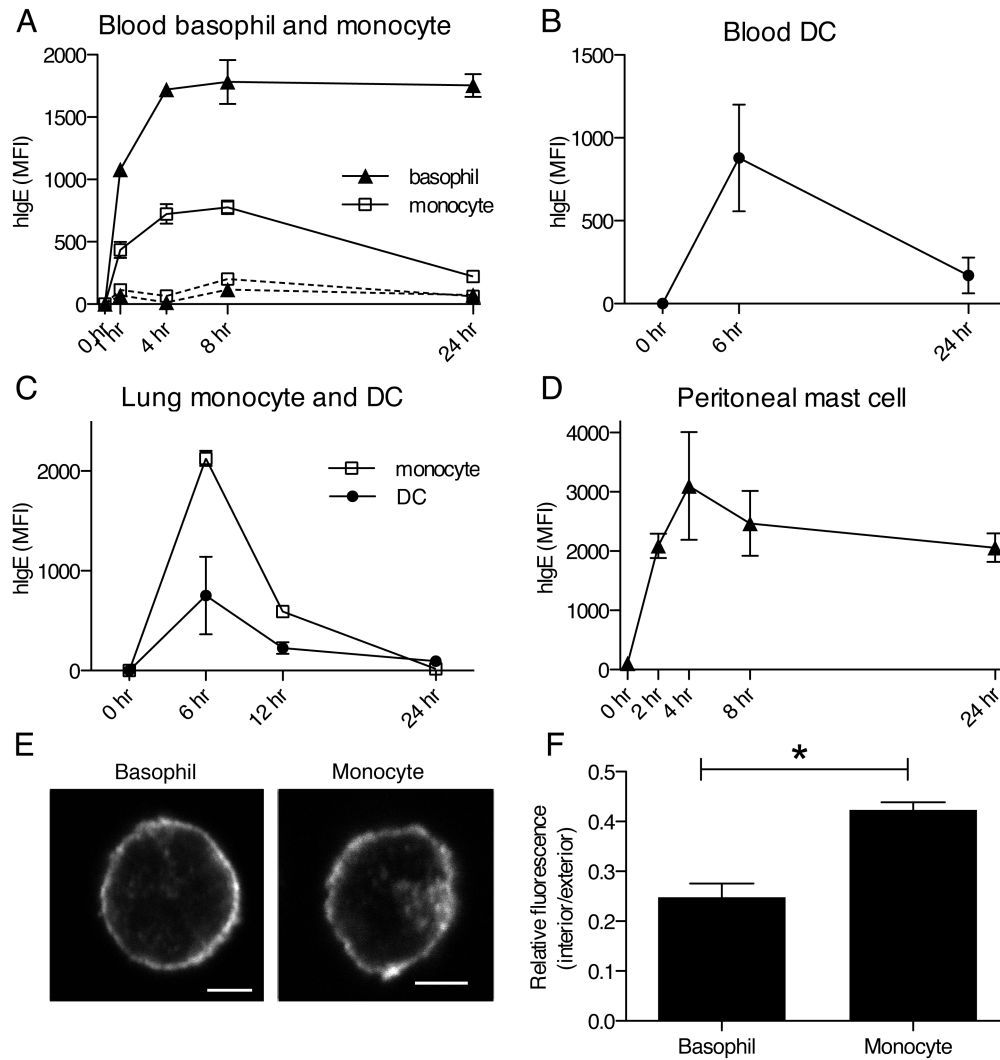 A
Blood basophil and monocyte
hIgE (MFI)
2000
1500
1000
500
0
0 hr
1 hr
4 hr
8 hr
24 hr
basophil
monocyte
B
Blood DC
hIgE (MFI)
1500
1000
500
0
0 hr
6 hr
24 hr
C
Lung monocyte and DC
hIgE (MFI)
2000
1000
0
0 hr
6 hr
12 hr
24 hr
monocyte
DC
D
Peritoneal mast cell
hIgE (MFI)
4000
3000
2000
1000
0
0 hr
2 hr
4 hr
8 hr
24 hr
E
Basophil
Monocyte
F
*
Relative fluorescence
(interior/exterior)
0.5
0.4
0.3
0.2
0.1
0.0
Basophil
Monocyte